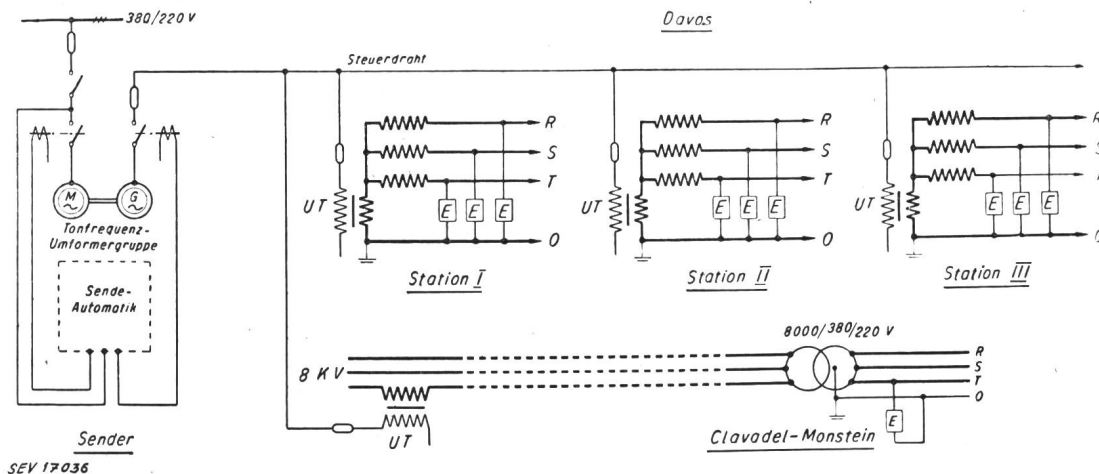 380/220 V
Davos
Steuerdraht
R
S
T
UT
E E E
O
Station I
R
S
T
UT
E E E
O
Station II
R
S
UT
E E E
Station III
M
G
Tonfrequenz-
Umformergruppe
Sende-
Automatik
8 KV
UT
8000/380/220 V
R
S
T
O
E
Clavadel-Monstein
Sender
SEV 17036